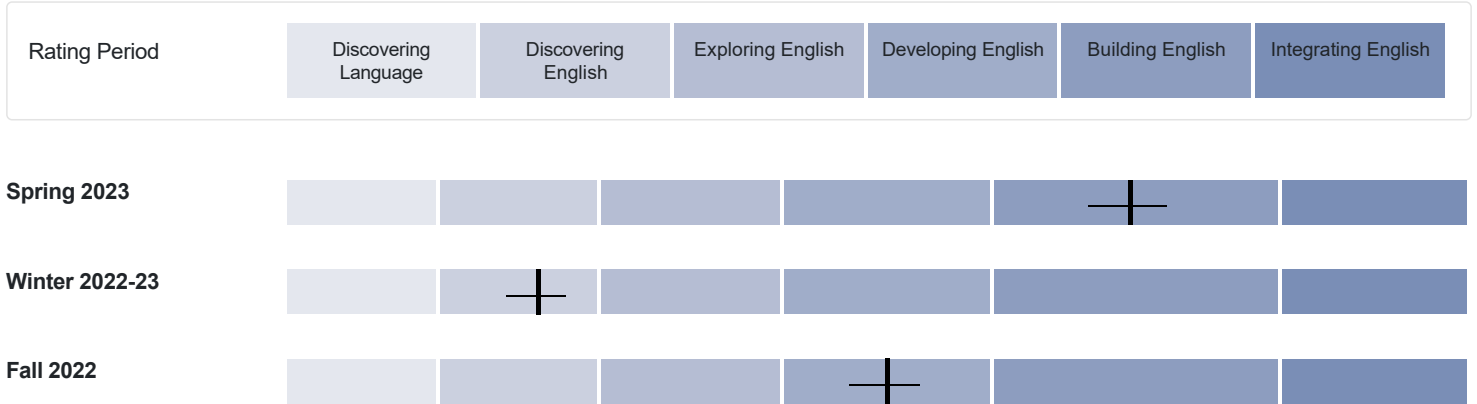 Rating Period
Discovering
Language
Discovering
English
Exploring English
Developing English
Building English
Integrating English
Spring 2023
Winter 2022-23
Fall 2022